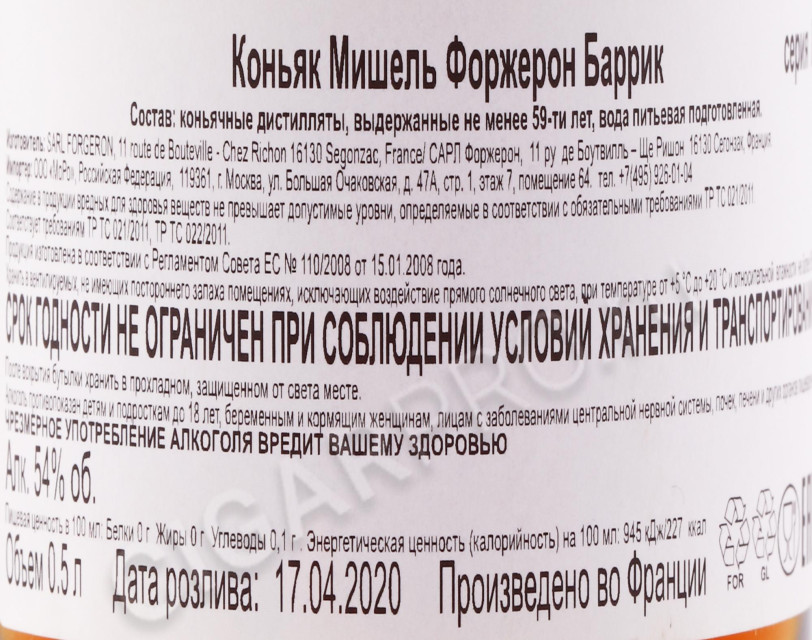 Коньяк Мишель Форжерон Баррик
серия
Состав: коньячные дистилляты, выдержанные не менее 59-ти лет, вода питьевая подготовленная.
Изготовитель: SARL FORGERON, 11 route de Bouteville - Chez Richon 16130 Segonzac, France/ САРЛ Форжерон, 11 ру де Боутвилль – Ще Ришон 16130 Сегонзак, Франция
Импортер: ООО «МоРо», Российская Федерация, 119361, г. Москва, ул. Большая Очаковская, д. 47А, стр. 1, этаж 7, помещение 64. тел. +7(495) 926-01-04
Содержание в продукции вредных для здоровья веществ не превышает допустимые уровни, определяемые в соответствии с обязательными требованиями ТР ТС 021/2011
Соответствует требованиям ТР ТС 021/2011, ТР ТС 022/2011.
Продукция изготовлена в соответствии с Регламентом Совета ЕС № 110/2008 от 15.01.2008 года.
Хранить в вентилируемых, не имеющих постороннего запаха помещениях, исключающих воздействие прямого солнечного света, при температуре от +5 °С до +20 °С и относительной влажности
СРОК ГОДНОСТИ НЕ ОГРАНИЧЕН ПРИ СОБЛЮДЕНИИ УСЛОВИЙ ХРАНЕНИЯ И ТРАНСПОРТИРОВ
После вскрытия бутылки хранить в прохладном, защищенном от света месте.
Алкоголь противопоказан детям и подросткам до 18 лет, беременным и кормящим женщинам, лицам с заболеваниями центральной нервной системы, почек, печени и других органов
ЧРЕЗМЕРНОЕ УПОТРЕБЛЕНИЕ АЛКОГОЛЯ ВРЕДИТ ВАШЕМУ ЗДОРОВЬЮ
Алк. 54% об.
Пищевая ценность в 100 мл: Белки 0 г Жиры 0 г Углеводы 0,1 г. Энергетическая ценность (калорийность) на 100 мл: 945 кДж/227 ккал
Объем 0.5 л Дата розлива: 17.04.2020 Произведено во Франции
FOR GL